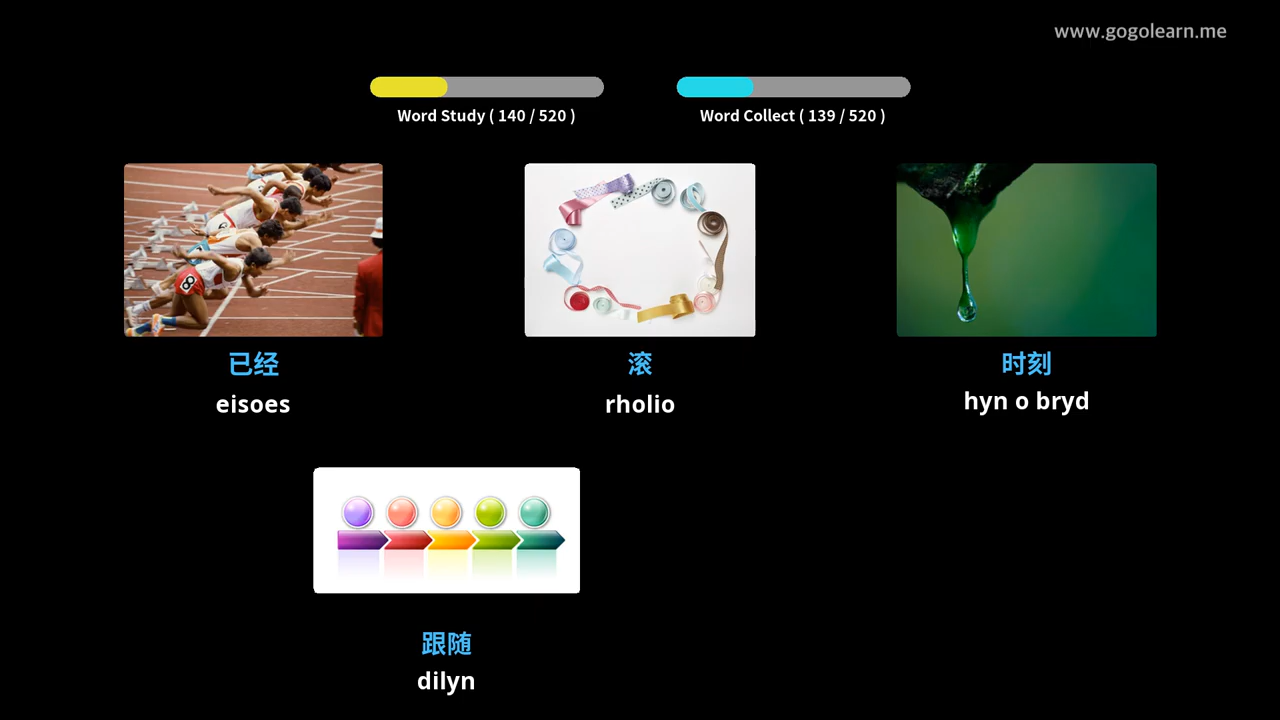 www.gogolearn.me
Word Study ( 140 / 520 )
Word Collect ( 139 / 520 )
已经
eisoes
滚
rholio
时刻
hyn o bryd
跟随
dilyn
8